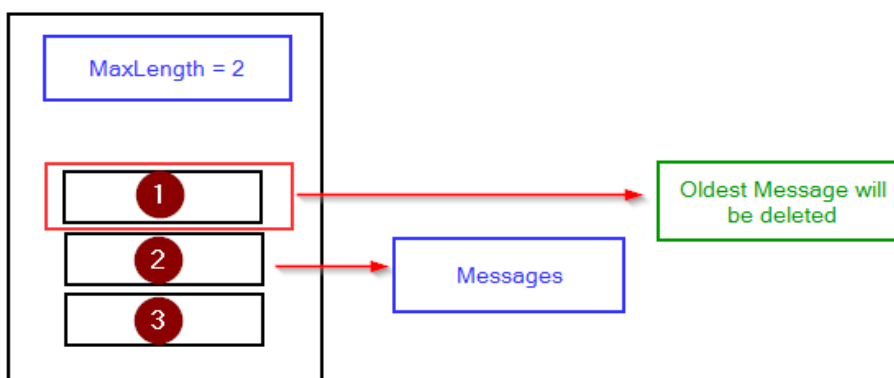 MaxLength = 2
1
Oldest Message will
be deleted
2
Messages
3